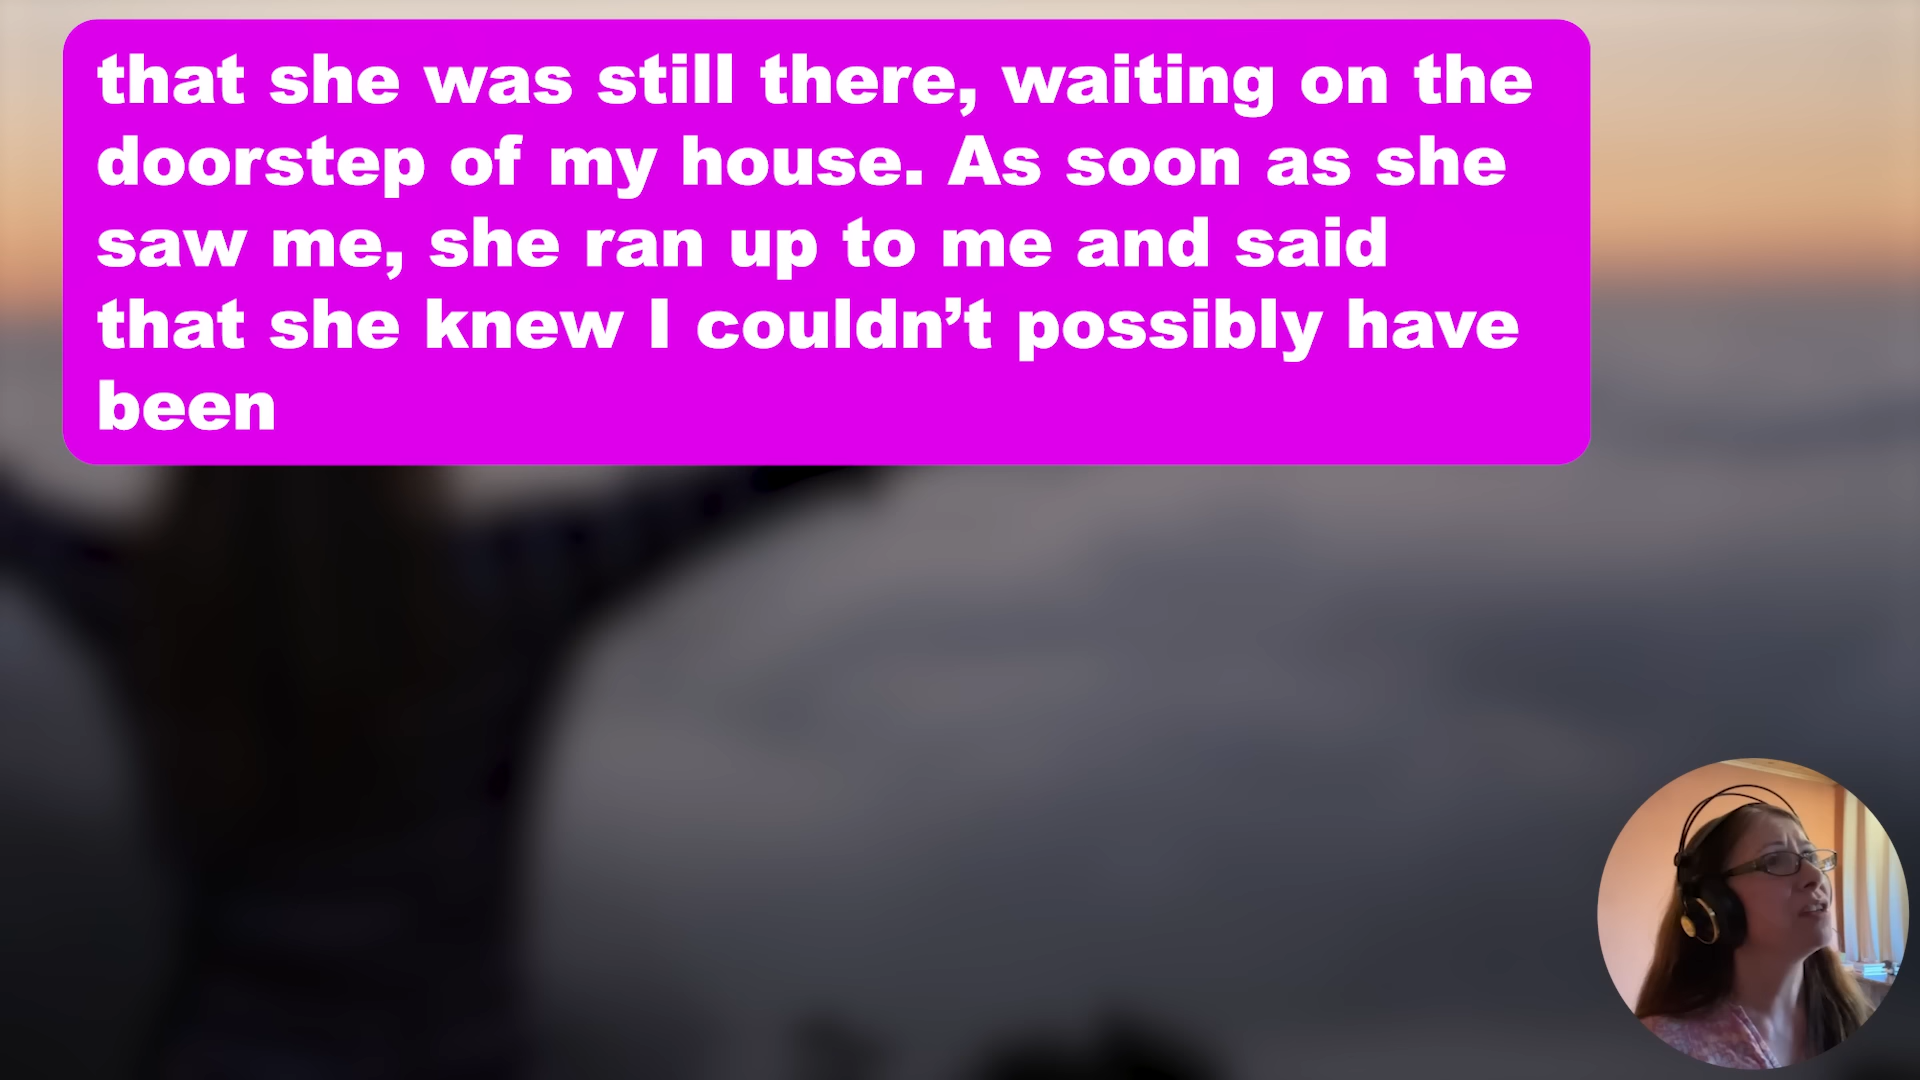 that she was still there, waiting on the
doorstep of my house. As soon as she
saw me, she ran up to me and said
that she knew I couldn’t possibly have
been